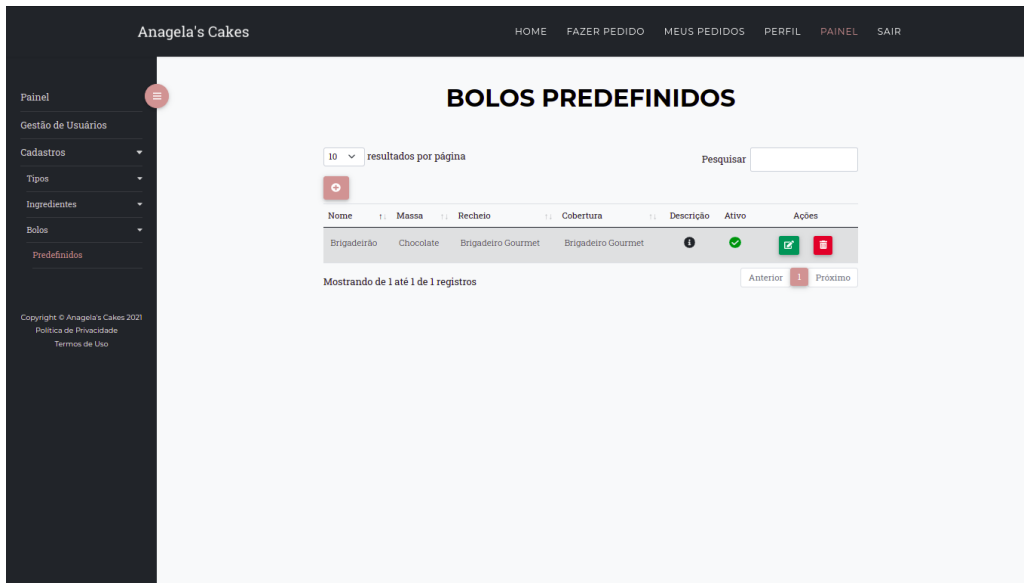 Anagela's Cakes
HOME FAZER PEDIDO MEUS PEDIDOS PERFIL PAINEL SAIR
Painel
Gestão de Usuários
Cadastros
Tipos
Ingredientes
Bolos
Predefinidos
Copyright © Anagela's Cakes 2021
Política de Privacidade
Termos de Uso
BOLOS PREDEFINIDOS
10 resultados por página
Pesquisar
Nome Massa Recheio Cobertura Descrição Ativo Ações
Brigadeirão Chocolate Brigadeiro Gourmet Brigadeiro Gourmet
Mostrando de 1 até 1 de 1 registros
Anterior 1 Próximo